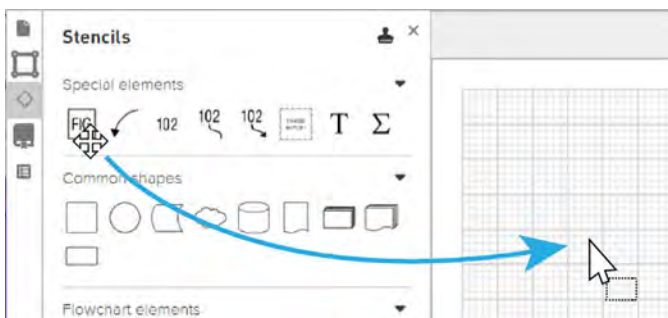 Stencils
Special elements
FIG 102 102 102 T Σ
Common shapes
Flowchart elements